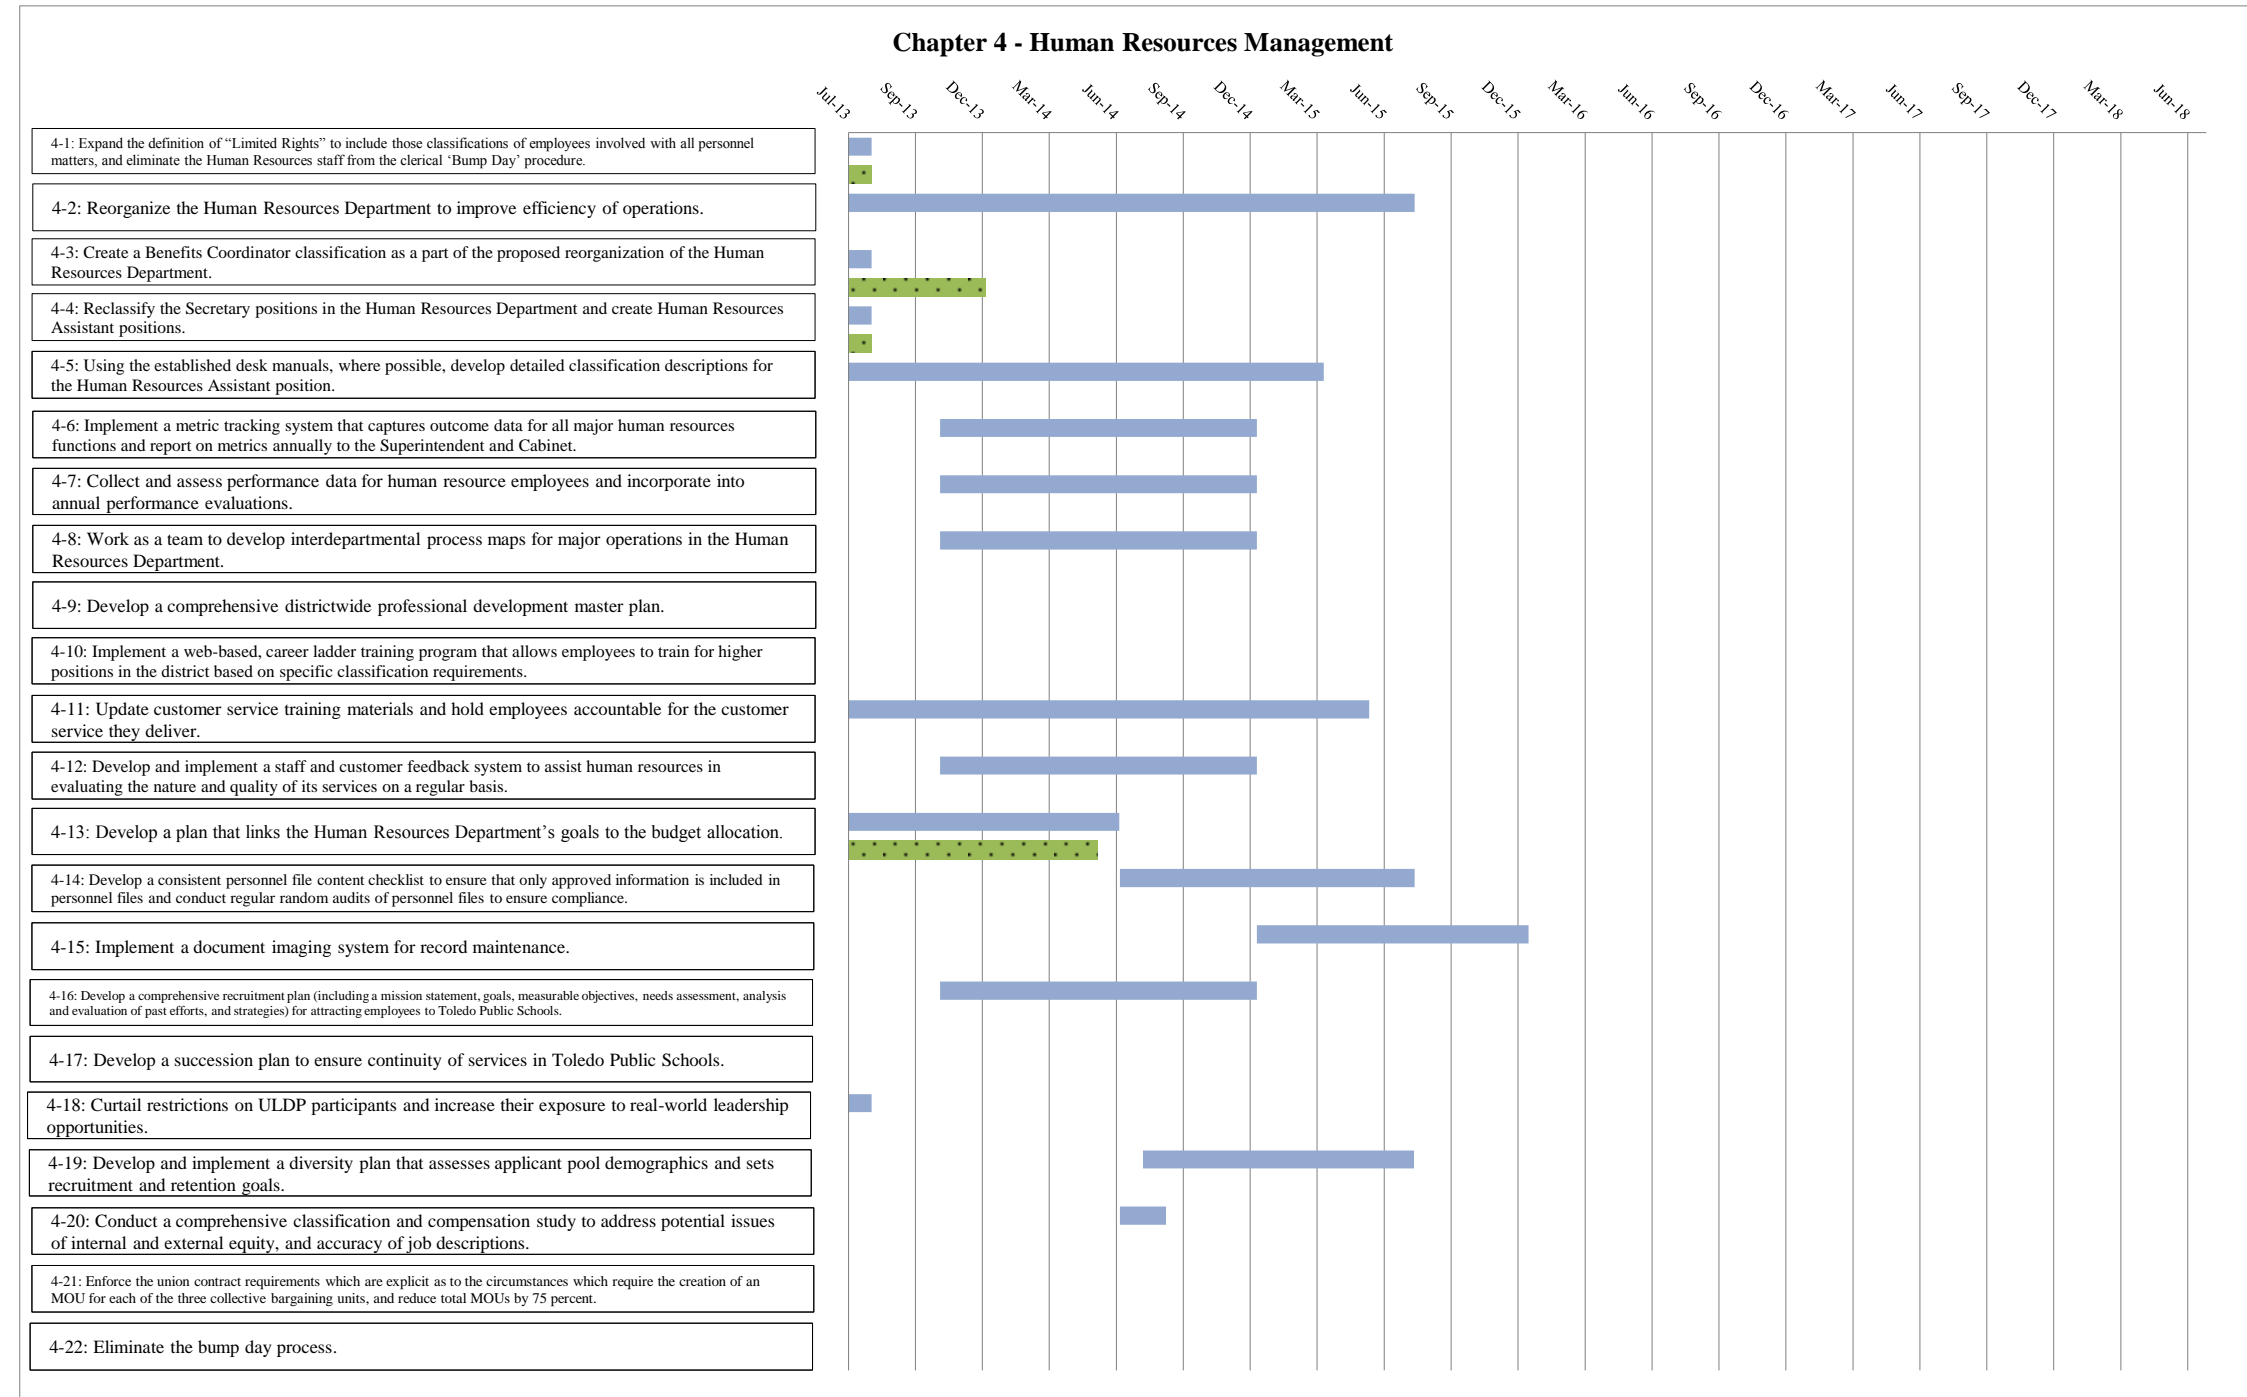 Chapter 4 - Human Resources Management
Jul-13
Sep-13
Dec-13
Mar-14
Jun-14
Sep-14
Dec-14
Mar-15
Jun-15
Sep-15
Dec-15
Mar-16
Jun-16
Sep-16
Dec-16
Mar-17
Jun-17
Sep-17
Dec-17
Mar-18
Jun-18
4-1: Expand the definition of “Limited Rights” to include those classifications of employees involved with all personnel
matters, and eliminate the Human Resources staff from the clerical ‘Bump Day’ procedure.
4-2: Reorganize the Human Resources Department to improve efficiency of operations.
4-3: Create a Benefits Coordinator classification as a part of the proposed reorganization of the Human
Resources Department.
4-4: Reclassify the Secretary positions in the Human Resources Department and create Human Resources
Assistant positions.
4-5: Using the established desk manuals, where possible, develop detailed classification descriptions for
the Human Resources Assistant position.
4-6: Implement a metric tracking system that captures outcome data for all major human resources
functions and report on metrics annually to the Superintendent and Cabinet.
4-7: Collect and assess performance data for human resource employees and incorporate into
annual performance evaluations.
4-8: Work as a team to develop interdepartmental process maps for major operations in the Human
Resources Department.
4-9: Develop a comprehensive districtwide professional development master plan.
4-10: Implement a web-based, career ladder training program that allows employees to train for higher
positions in the district based on specific classification requirements.
4-11: Update customer service training materials and hold employees accountable for the customer
service they deliver.
4-12: Develop and implement a staff and customer feedback system to assist human resources in
evaluating the nature and quality of its services on a regular basis.
4-13: Develop a plan that links the Human Resources Department’s goals to the budget allocation.
4-14: Develop a consistent personnel file content checklist to ensure that only approved information is included in
personnel files and conduct regular random audits of personnel files to ensure compliance.
4-15: Implement a document imaging system for record maintenance.
4-16: Develop a comprehensive recruitment plan (including a mission statement, goals, measurable objectives, needs assessment, analysis
and evaluation of past efforts, and strategies) for attracting employees to Toledo Public Schools.
4-17: Develop a succession plan to ensure continuity of services in Toledo Public Schools.
4-18: Curtail restrictions on ULDP participants and increase their exposure to real-world leadership
opportunities.
4-19: Develop and implement a diversity plan that assesses applicant pool demographics and sets
recruitment and retention goals.
4-20: Conduct a comprehensive classification and compensation study to address potential issues
of internal and external equity, and accuracy of job descriptions.
4-21: Enforce the union contract requirements which are explicit as to the circumstances which require the creation of an
MOU for each of the three collective bargaining units, and reduce total MOUs by 75 percent.
4-22: Eliminate the bump day process.